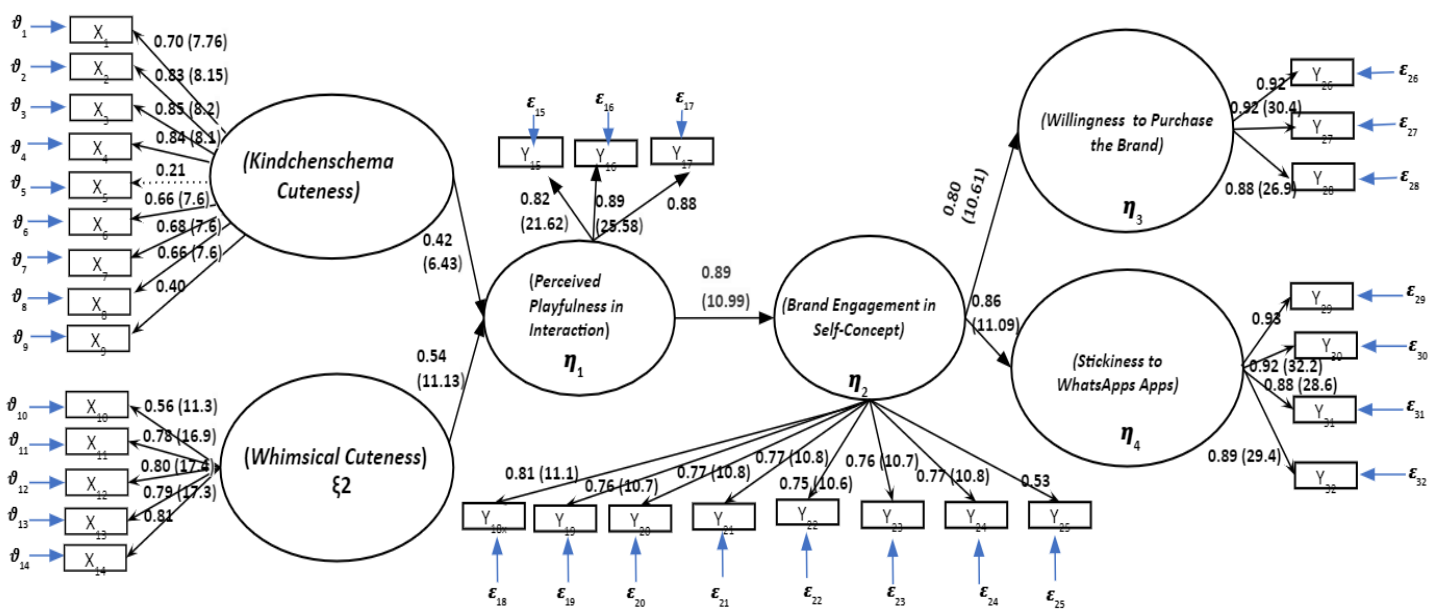 ϑ1 X1 0.70 (7.76)
ϑ2 X2 0.83 (8.15)
ϑ3 X3 0.85 (8.2)
ϑ4 X4 0.84 (8.1)
ϑ5 X5 0.21
ϑ6 X6 0.66 (7.6)
ϑ7 X7 0.68 (7.6)
ϑ8 X8 0.66 (7.6)
ϑ9 X9 0.40
(Kindchenschema
Cuteness)
0.42
(6.43)
ϑ10 X10 0.56 (11.3)
ϑ11 X11 0.78 (16.9)
ϑ12 X12 0.80 (17.4)
ϑ13 X13 0.79 (17.3)
ϑ14 X14 0.81
(Whimsical Cuteness)
ξ2
0.54
(11.13)
ε15 ε16 ε17
Y15 Y16 Y17
0.82
(21.62)
0.89
(25.58)
0.88
(Perceived
Playfulness in
Interaction)
η1
0.89
(10.99)
(Brand Engagement in
Self-Concept)
η2
0.81 (11.1)
0.76 (10.7)
0.77 (10.8)
0.77 (10.8)
0.75 (10.6)
0.76 (10.7)
0.77 (10.8)
0.53
Y18x Y19 Y20 Y21 Y22 Y23 Y24 Y25
ε18 ε19 ε20 ε21 ε22 ε23 ε24 ε25
0.80
(10.61)
0.86
(11.09)
(Willingness to Purchase
the Brand)
η3
0.92 Y26 ε26
0.92 (30.4) Y27 ε27
0.88 (26.9) Y28 ε28
(Stickiness to
WhatsApps Apps)
η4
0.93 Y29 ε29
0.92 (32.2) Y30 ε30
0.88 (28.6) Y31 ε31
0.89 (29.4) Y32 ε32